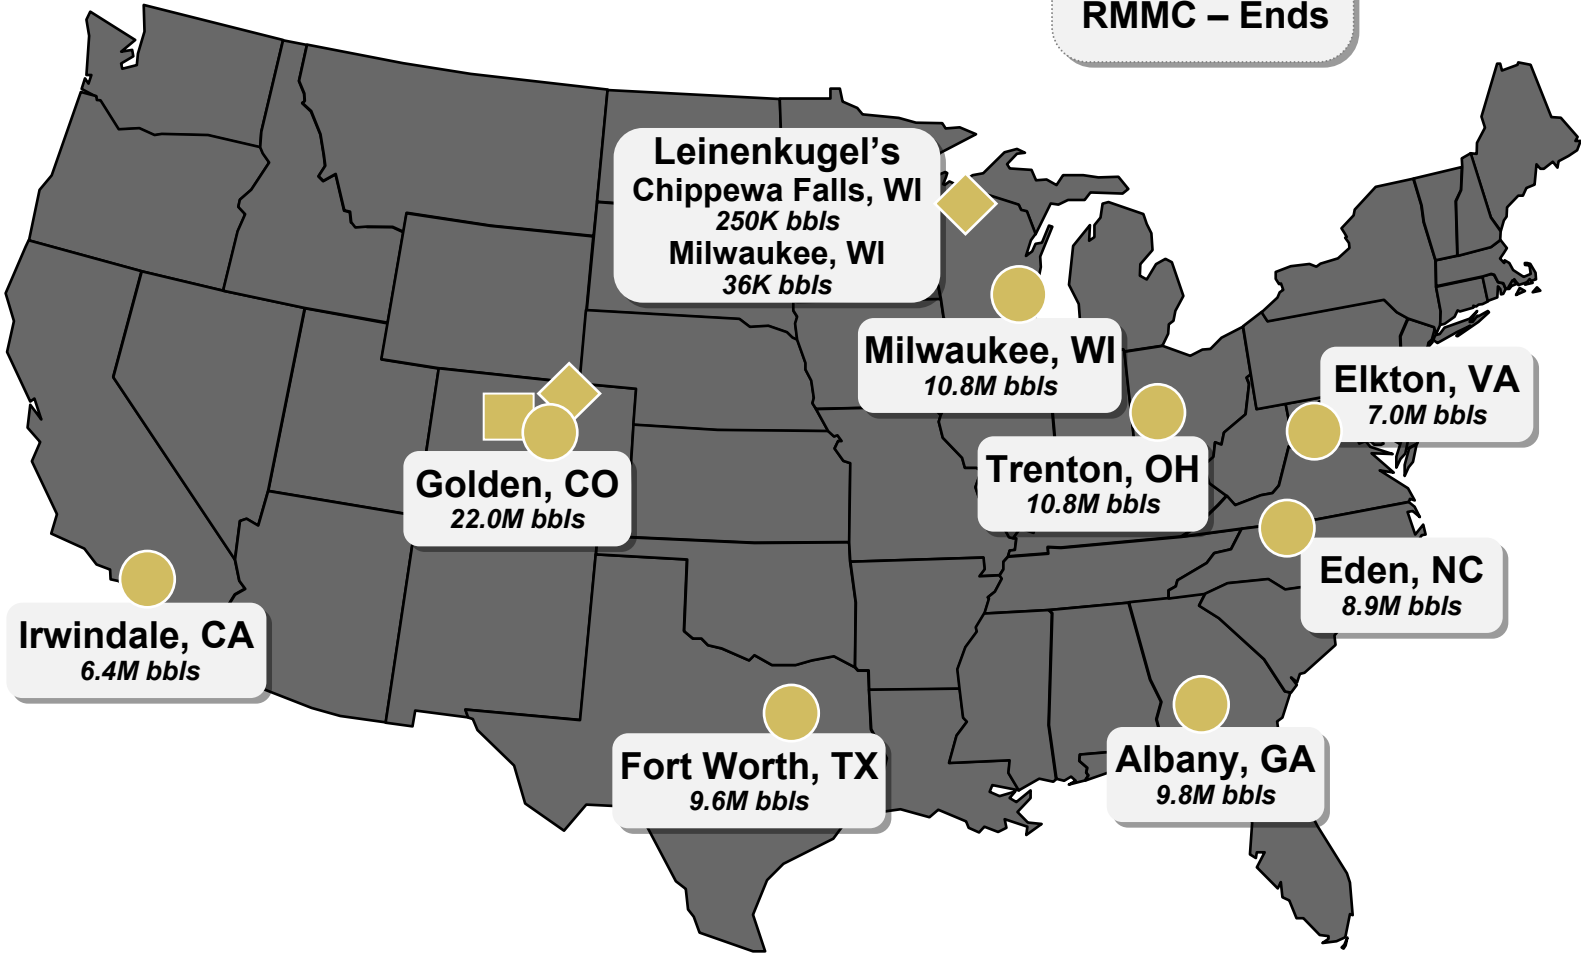 RMMC – Ends
Leinenkugel’s
Chippewa Falls, WI
250K bbls
Milwaukee, WI
36K bbls
Milwaukee, WI
10.8M bbls
Elkton, VA
7.0M bbls
Golden, CO
22.0M bbls
Trenton, OH
10.8M bbls
Eden, NC
8.9M bbls
Irwindale, CA
6.4M bbls
Fort Worth, TX
9.6M bbls
Albany, GA
9.8M bbls